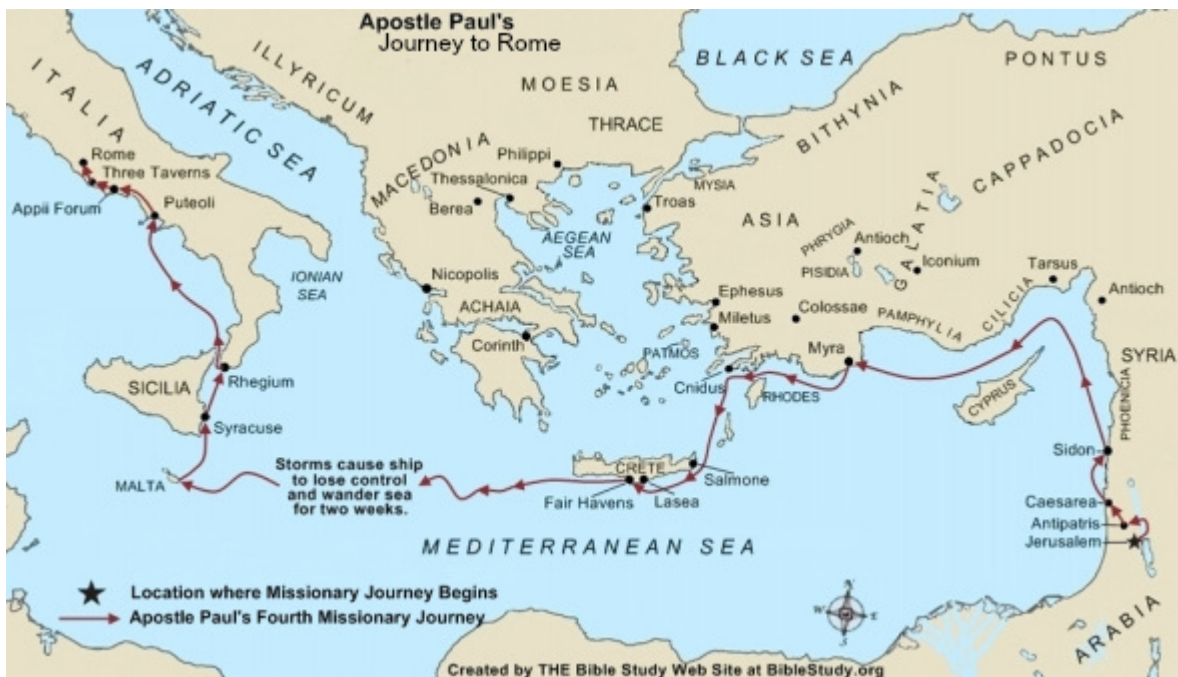 Apostle Paul's
Journey to Rome
BLACK SEA
PONTUS
ILLYRICUM
ITALIA
ADRIATIC SEA
MOESIA
THRACE
BITHYNIA
CAPPADOCIA
MACEDONIA
Philippi
Rome
Three Taverns
Thessalonica
MYSIA
Appii Forum
Puteoli
Berea
Troas
ASIA
GALATIA
AEGEAN
SEA
PHRYGIA
Antioch
PISIDIA
Iconium
Tarsus
IONIAN
SEA
Nicopolis
Ephesus
CILICIA
Antioch
ACHAIA
Miletus
Colossae
PAMPHYLIA
Corinth
PATMOS
Myra
SYRIA
SICILIA
Rhegium
Cnidus
RHODES
CYPRUS
PHOENICIA
Syracuse
Sidon
MALTA
Storms cause ship
to lose control
and wander sea
for two weeks.
CRETE
Salmone
Fair Havens
Lasea
Caesarea
Antipatris
Jerusalem
MEDITERRANEAN SEA
Location where Missionary Journey Begins
Apostle Paul's Fourth Missionary Journey
N
W
E
S
ARABIA
Created by THE Bible Study Web Site at BibleStudy.org